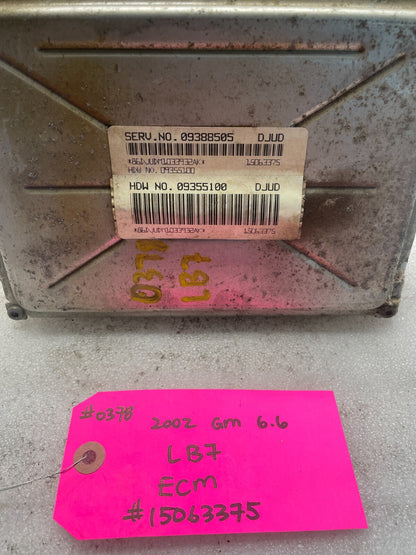 SERV.NO. 09388505 DJUD
15063375
HDW NO. 09355100
HDW NO. 09355100 DJUD
15063375
0378
LB7
#0378 2002 Gm 6.6
LB7
ECM
#15063375